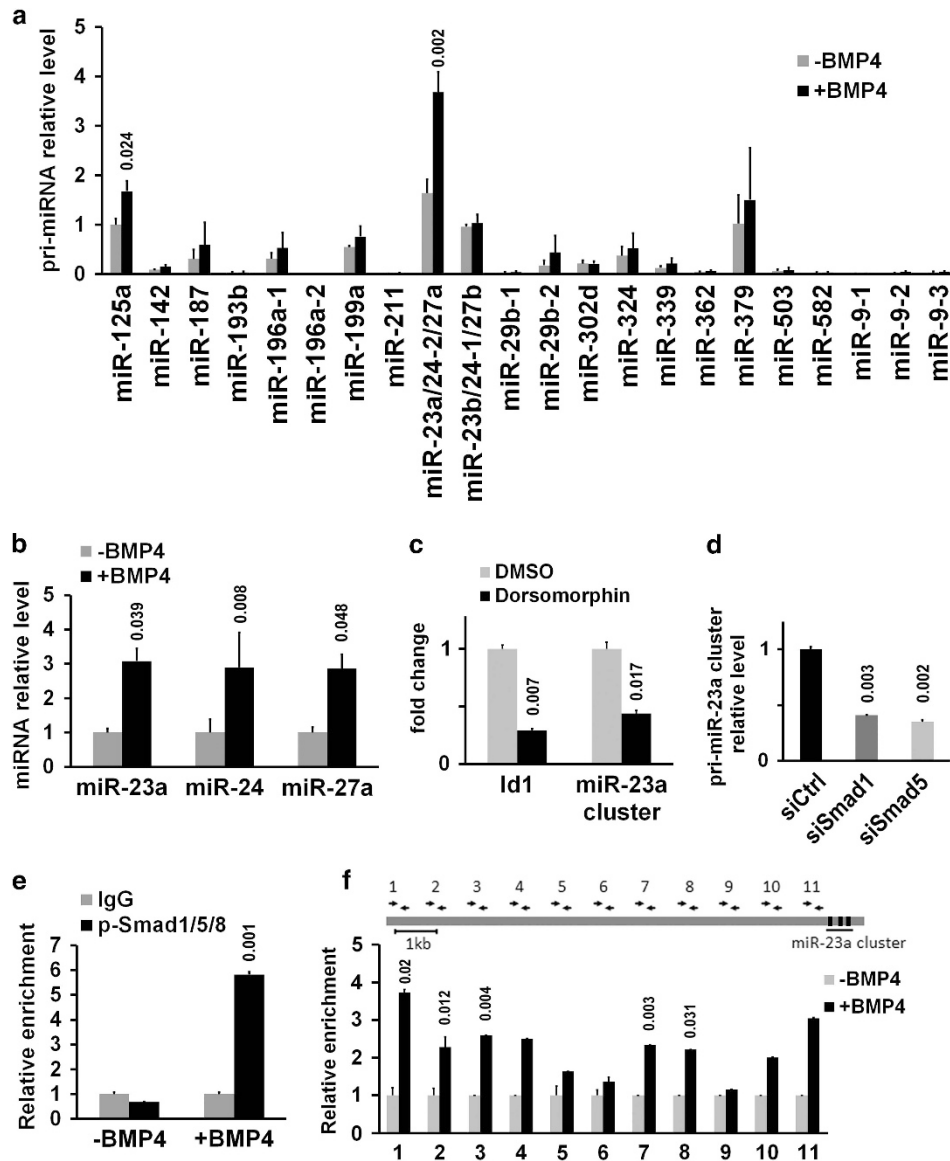 a
pri-miRNA relative level
5
4
3
2
1
0
-BMP4
+BMP4
0.024
0.002
miR-125a
miR-142
miR-187
miR-193b
miR-196a-1
miR-196a-2
miR-199a
miR-211
miR-23a/24-2/27a
miR-23b/24-1/27b
miR-29b-1
miR-29b-2
miR-302d
miR-324
miR-339
miR-362
miR-379
miR-503
miR-582
miR-9-1
miR-9-2
miR-9-3
b
-BMP4
+BMP4
miRNA relative level
5
4
3
2
1
0
0.039
0.008
0.048
miR-23a
miR-24
miR-27a
c
DMSO
Dorsomorphin
fold change
1
0
0.007
0.017
Id1
miR-23a
cluster
d
pri-miR-23a cluster
relative level
1
0
0.003
0.002
siCtrl
siSmad1
siSmad5
e
IgG
p-Smad1/5/8
Relative enrichment
7
6
5
4
3
2
1
0
0.001
-BMP4
+BMP4
f
1 2 3 4 5 6 7 8 9 10 11
1kb
miR-23a cluster
-BMP4
+BMP4
Relative enrichment
5
4
3
2
1
0
0.02
0.012
0.004
0.003
0.031
1 2 3 4 5 6 7 8 9 10 11